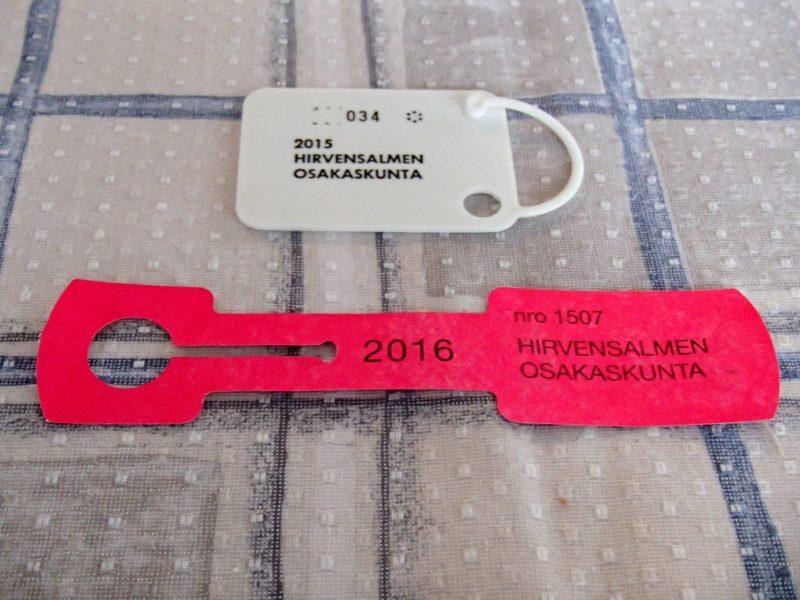 034
2015
HIRVENSALMEN
OSAKASKUNTA
2016
nro 1507
HIRVENSALMEN
OSAKASKUNTA